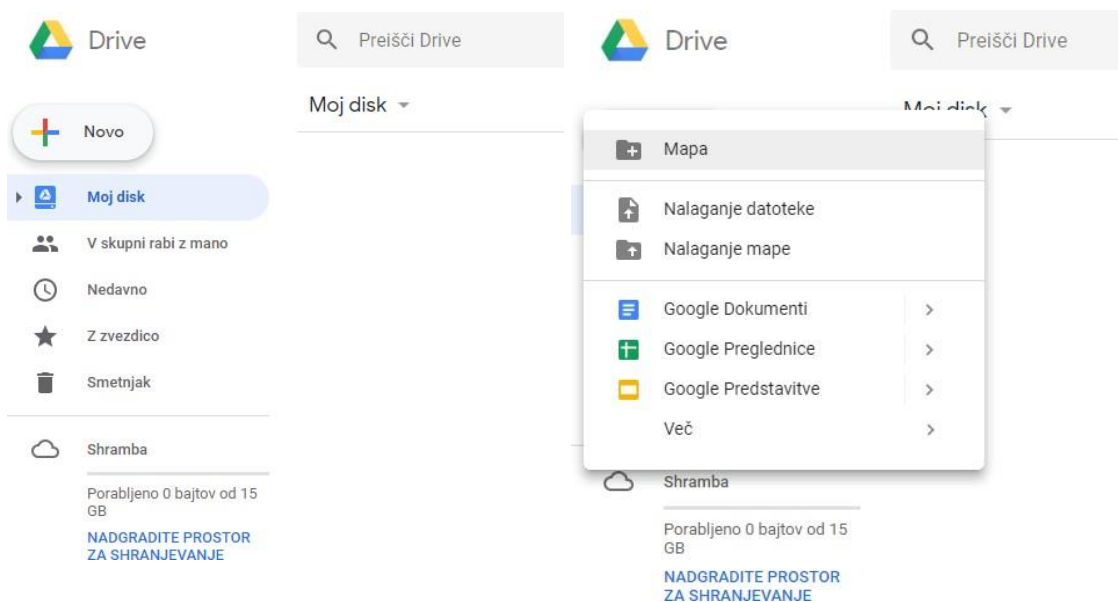 Drive
Preišči Drive
Moj disk
Novo
Moj disk
V skupni rabi z mano
Nedavno
Z zvezdico
Smetnjak
Shramba
Porabljeno 0 bajtov od 15
GB
NADGRADITE PROSTOR
ZA SHRANJEVANJE
Drive
Preišči Drive
Moj disk
Mapa
Nalaganje datoteke
Nalaganje mape
Google Dokumenti
Google Preglednice
Google Predstavitve
Več
Shramba
Porabljeno 0 bajtov od 15
GB
NADGRADITE PROSTOR
ZA SHRANJEVANJE